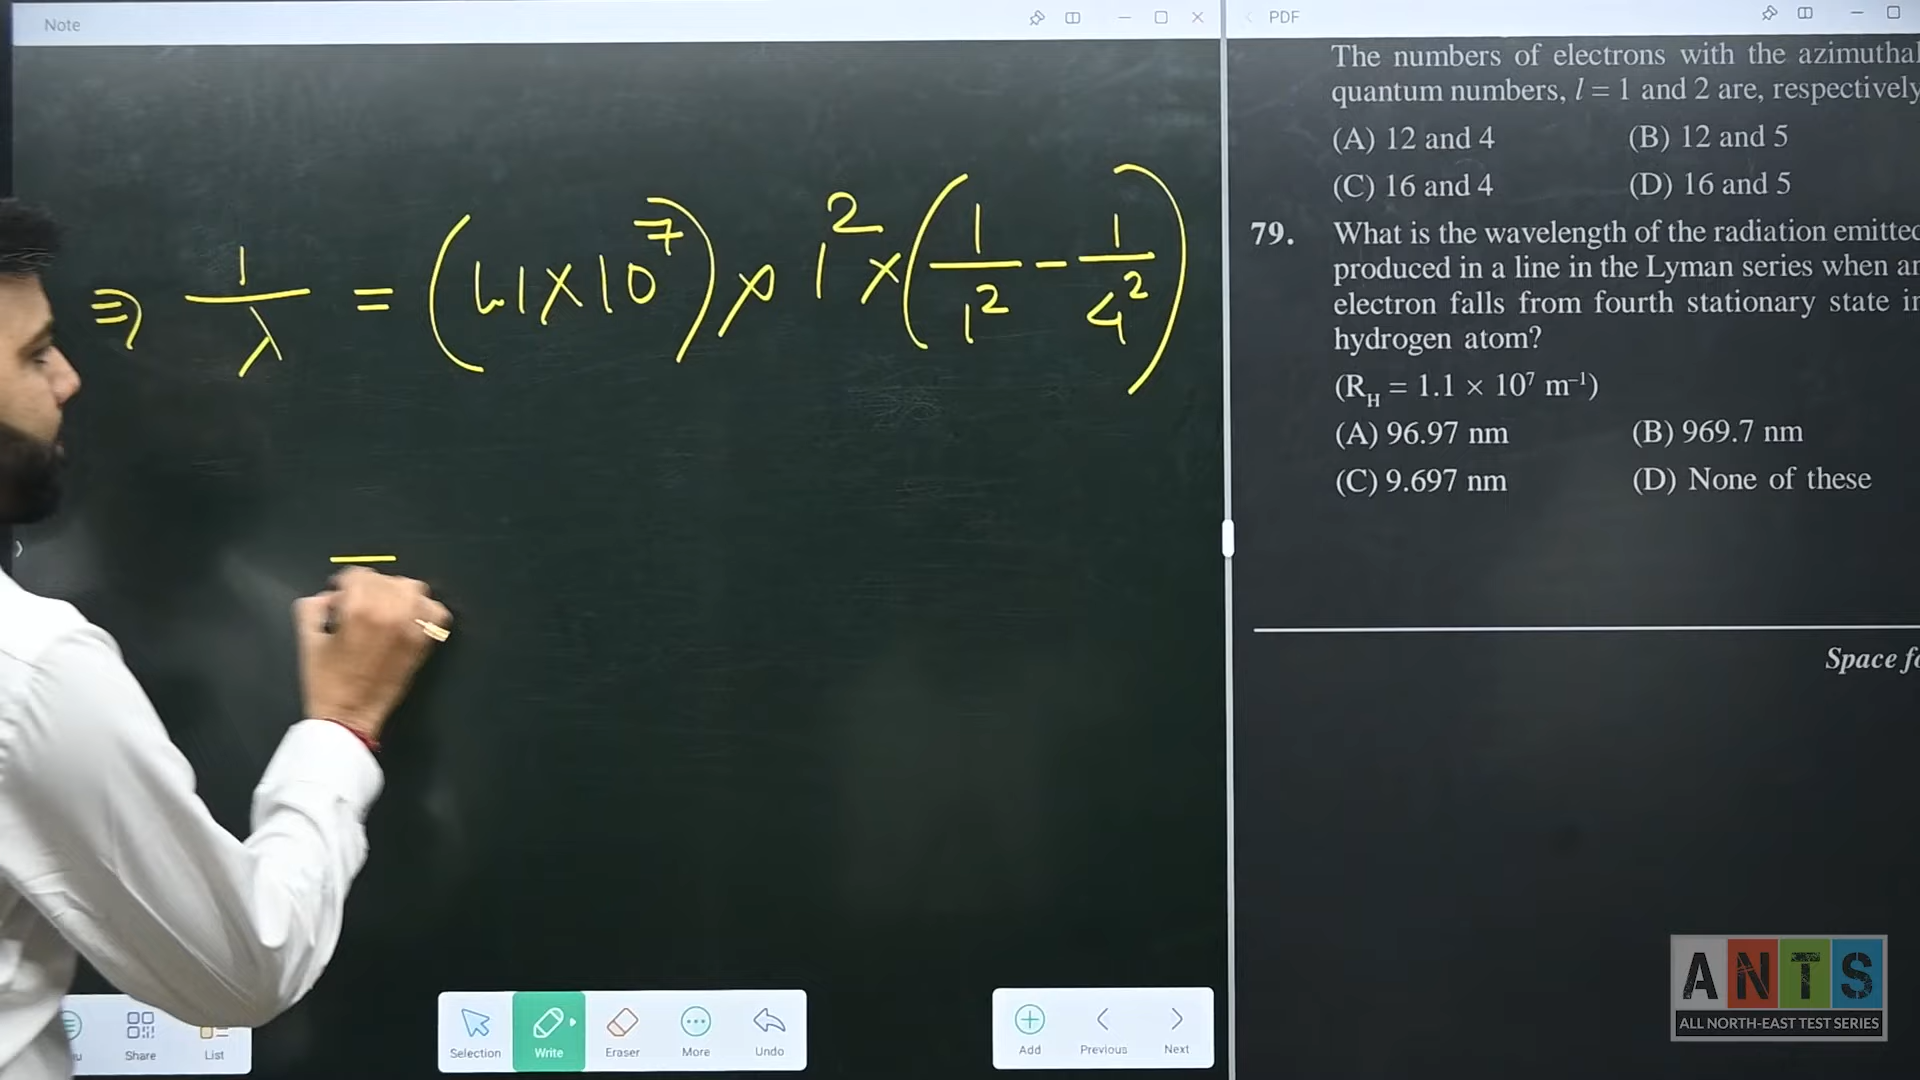 Note
PDF
⇒ 1/λ = (1.1×10^7) × 1^2 × (1/1^2 - 1/4^2)
The numbers of electrons with the azimuthal
quantum numbers, l = 1 and 2 are, respectively
(A) 12 and 4 (B) 12 and 5
(C) 16 and 4 (D) 16 and 5
79. What is the wavelength of the radiation emitted
produced in a line in the Lyman series when an
electron falls from fourth stationary state in
hydrogen atom?
(R_H = 1.1 × 10^7 m^-1)
(A) 96.97 nm (B) 969.7 nm
(C) 9.697 nm (D) None of these
Space
ANTS
ALL NORTH-EAST TEST SERIES
Share List
Selection Write Eraser More Undo
Add Previous Next